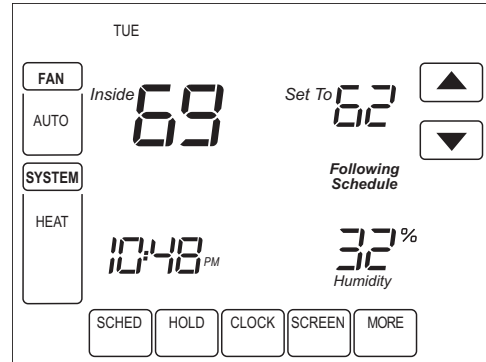 TUE
FAN
AUTO
Inside 69
Set To 62
SYSTEM
HEAT
Following
Schedule
10:48 PM
32%
Humidity
SCHED HOLD CLOCK SCREEN MORE